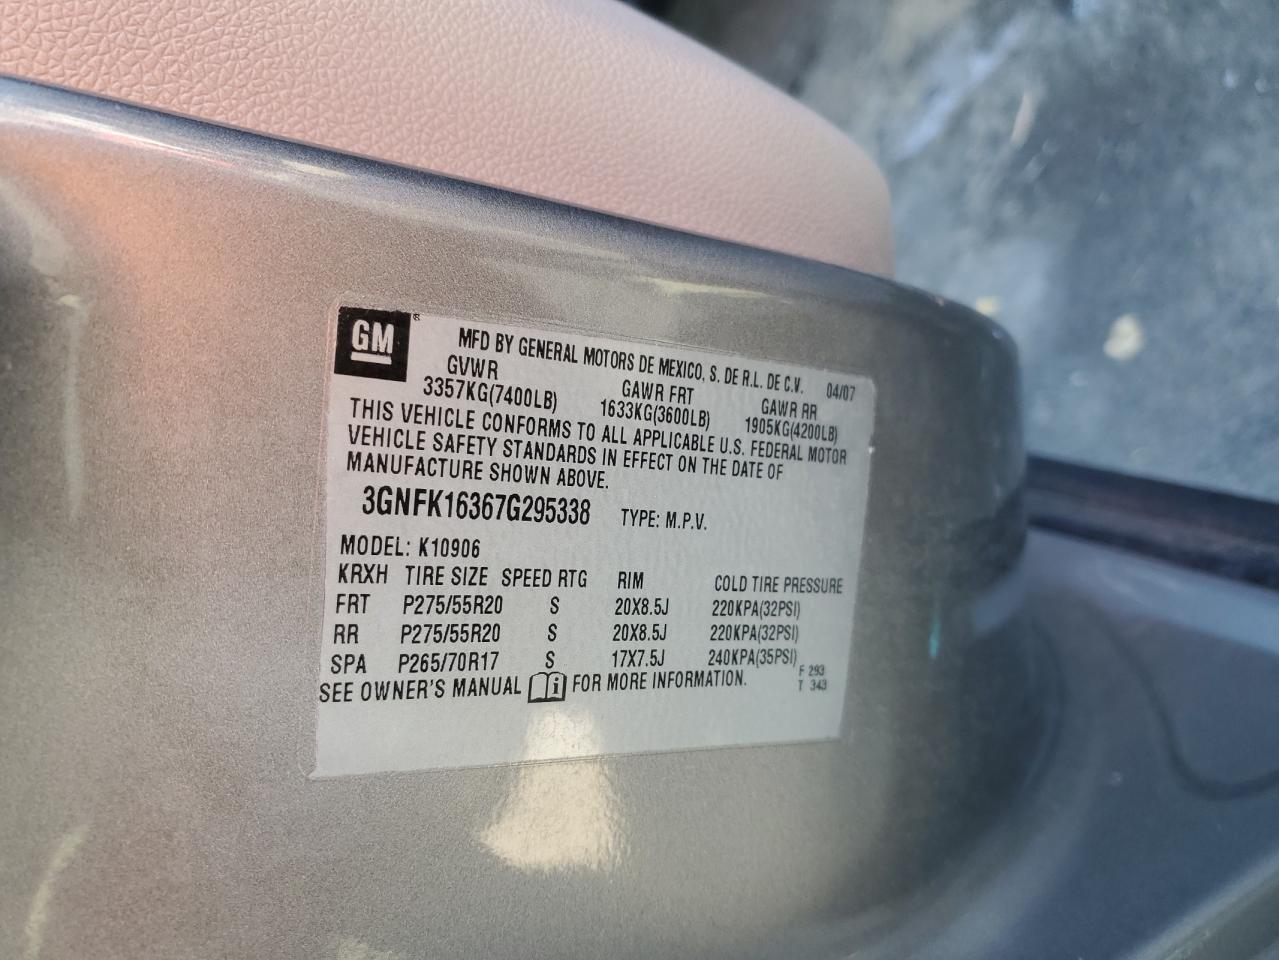 GM ®
MFD BY GENERAL MOTORS DE MEXICO, S. DE R.L. DE C.V. 04/07
GVWR GAWR FRT GAWR RR
3357KG(7400LB) 1633KG(3600LB) 1905KG(4200LB)
THIS VEHICLE CONFORMS TO ALL APPLICABLE U.S. FEDERAL MOTOR
VEHICLE SAFETY STANDARDS IN EFFECT ON THE DATE OF
MANUFACTURE SHOWN ABOVE.
3GNFK16367G295338 TYPE: M.P.V.
MODEL: K10906
KRXH TIRE SIZE SPEED RTG RIM COLD TIRE PRESSURE
FRT P275/55R20 S 20X8.5J 220KPA(32PSI)
RR P275/55R20 S 20X8.5J 220KPA(32PSI)
SPA P265/70R17 S 17X7.5J 240KPA(35PSI)
SEE OWNER'S MANUAL i FOR MORE INFORMATION.
F 293
T 343